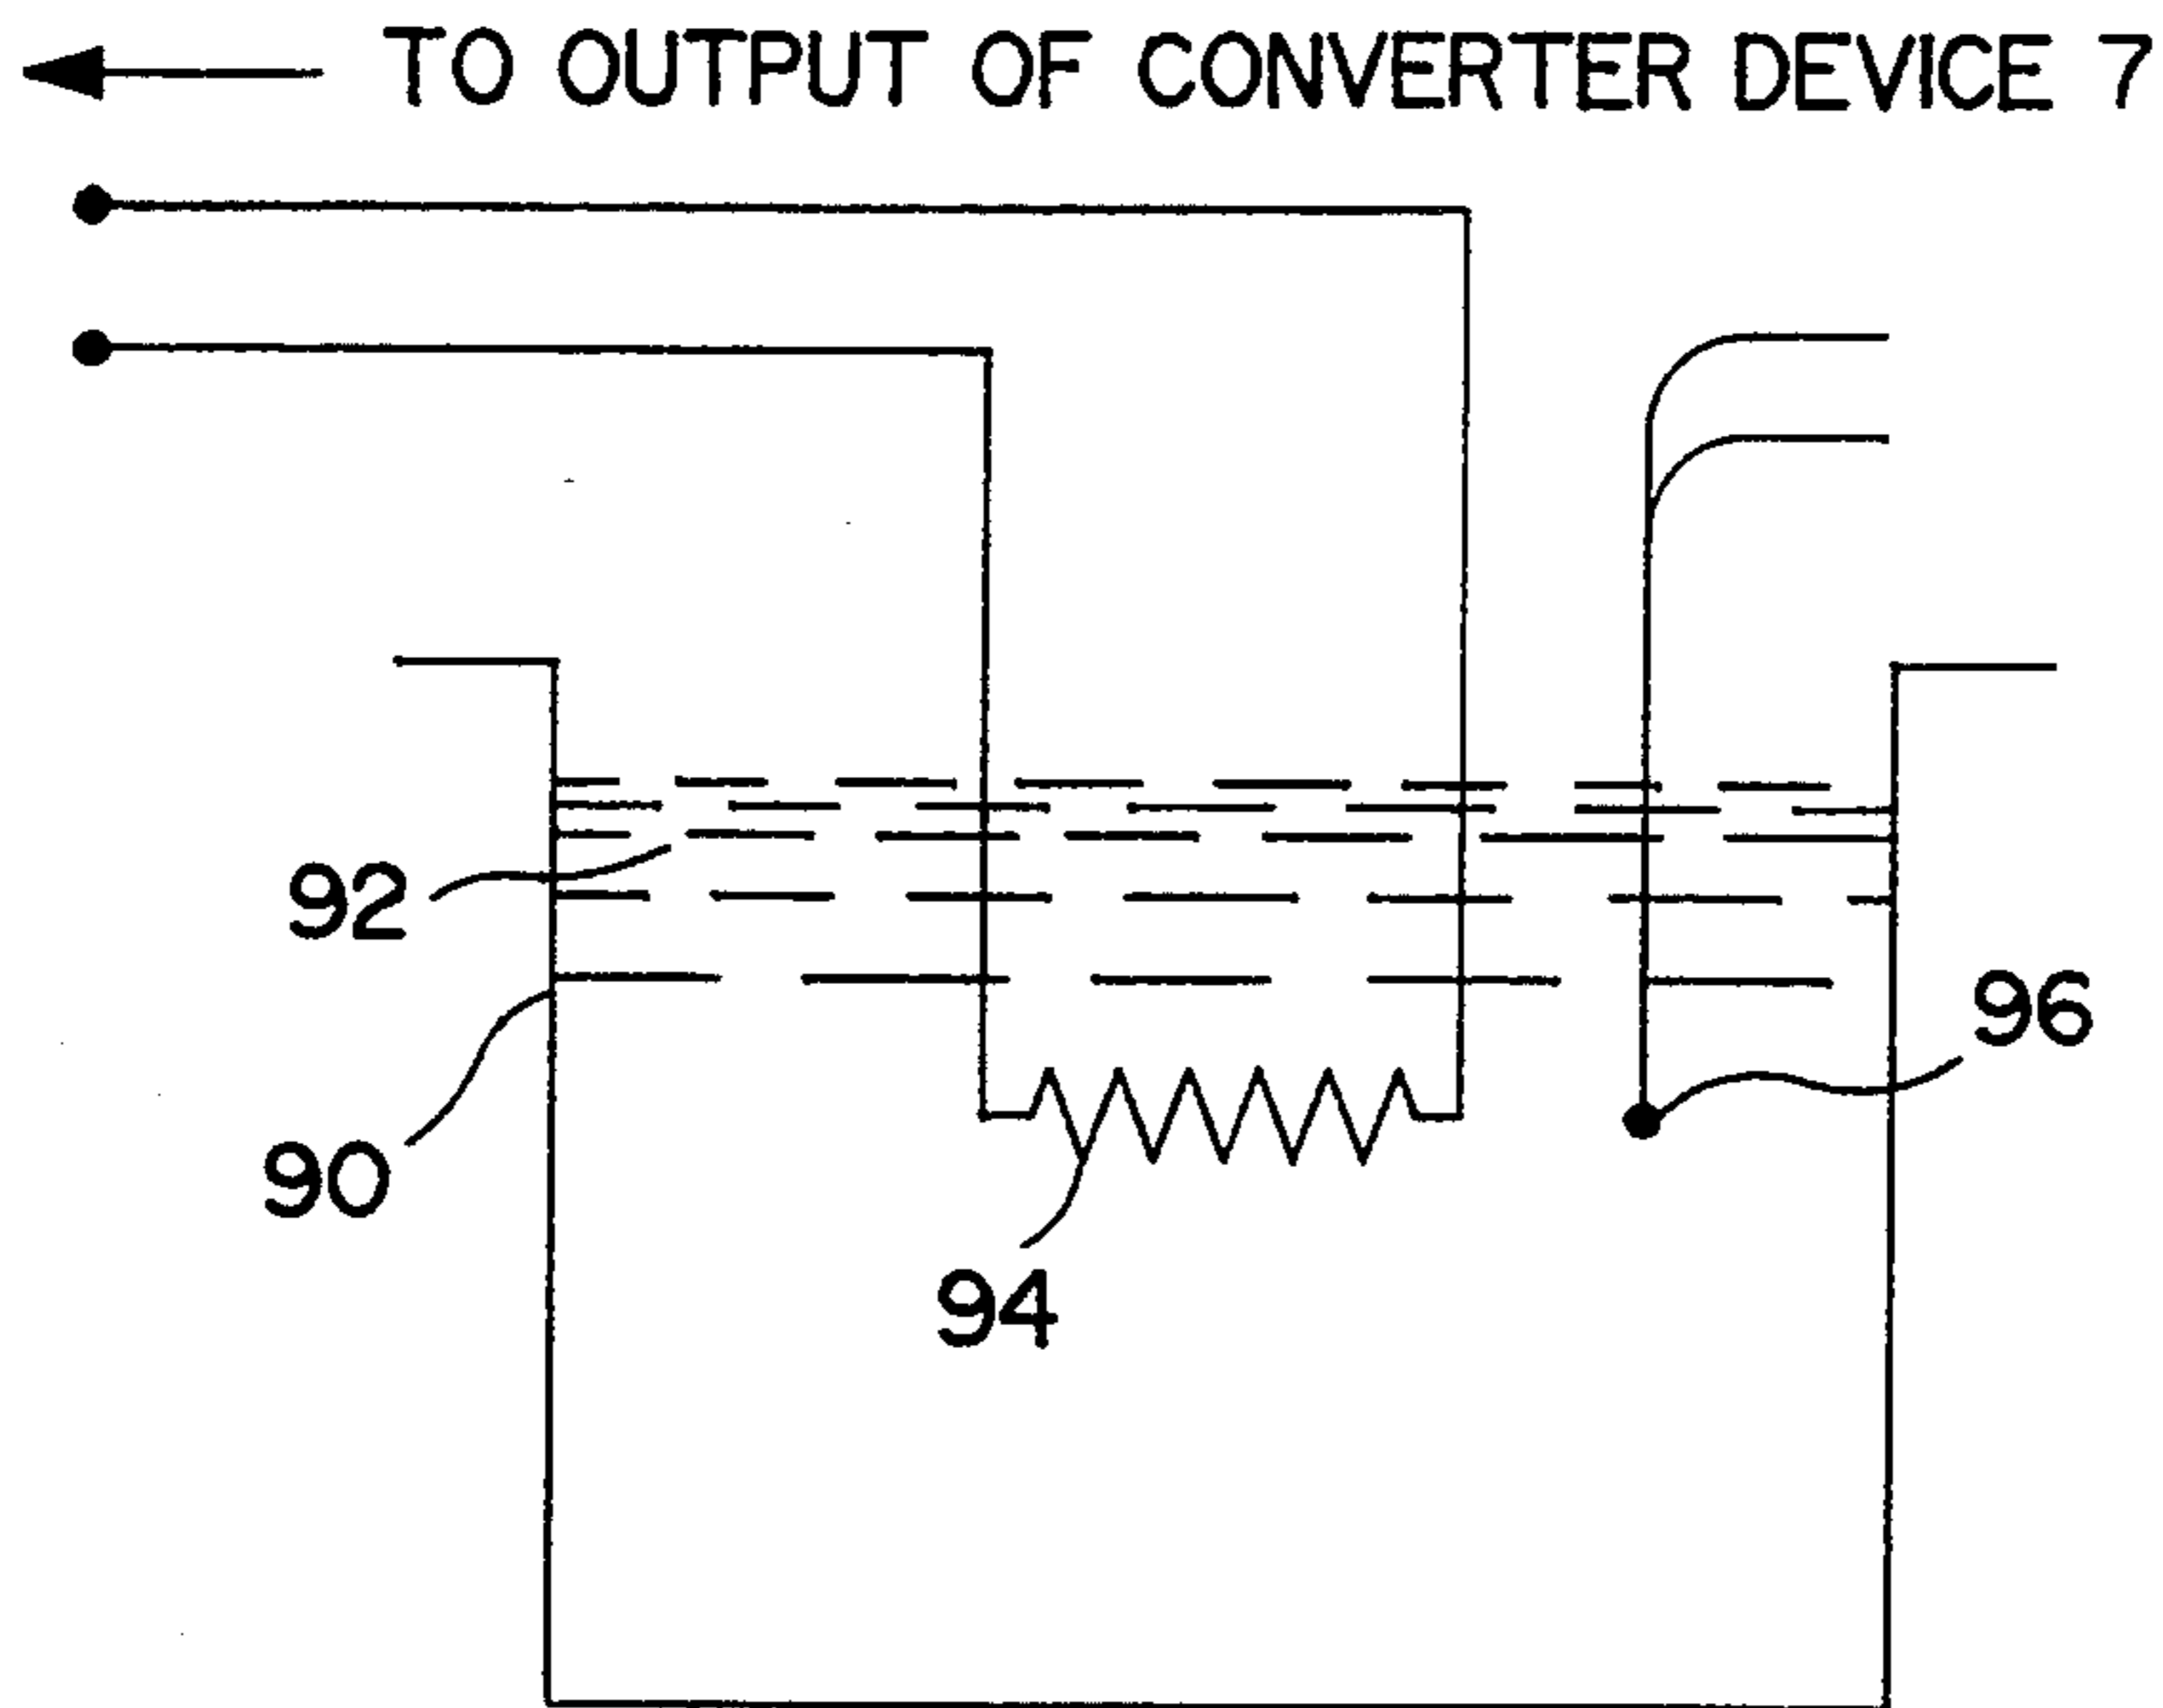 TO OUTPUT OF CONVERTER DEVICE 7
92
96
90
94